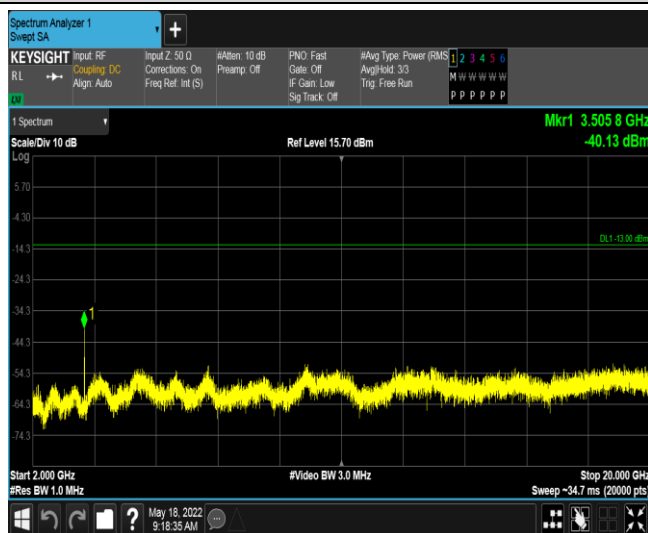 Spectrum Analyzer 1
Swept SA
+
KEYSIGHT
RL
LXI
Input: RF
Coupling: DC
Align: Auto
Input Z: 50 Ω
Corrections: On
Freq Ref: Int (S)
#Atten: 10 dB
Preamp: Off
PNO: Fast
Gate: Off
IF Gain: Low
Sig Track: Off
#Avg Type: Power (RMS
Avg|Hold: 3/3
Trig: Free Run
1 2 3 4 5 6
M W W W W W
P P P P P P
1 Spectrum
Mkr1 3.505 8 GHz
Scale/Div 10 dB
Ref Level 15.70 dBm
-40.13 dBm
Log
5.70
-4.30
DL1 -13.00 dBm
-14.3
-24.3
-34.3
1
-44.3
-54.3
-64.3
-74.3
Start 2.000 GHz
#Video BW 3.0 MHz
Stop 20.000 GHz
#Res BW 1.0 MHz
Sweep ~34.7 ms (20000 pts)
?
May 18, 2022
9:18:35 AM